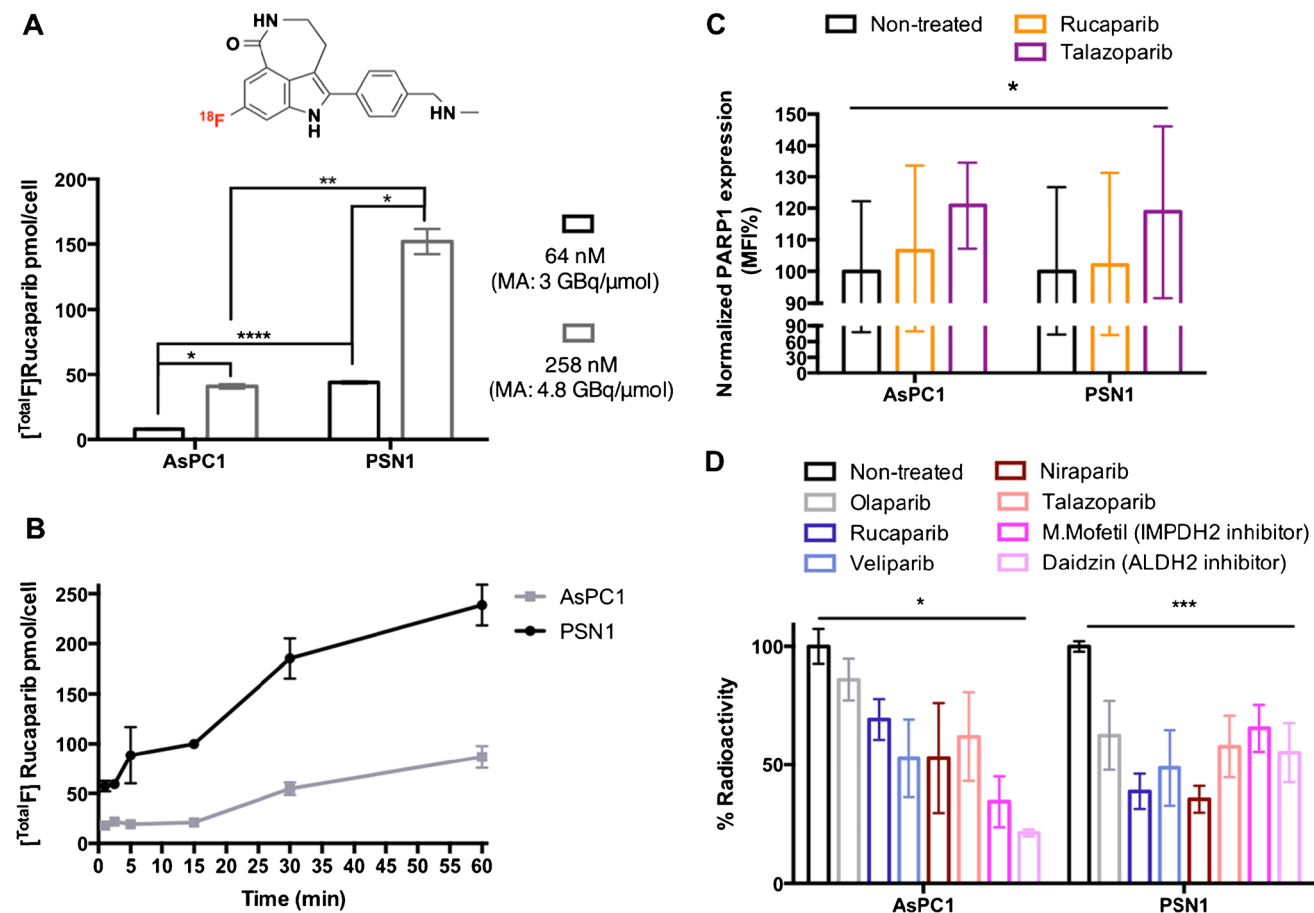 A
HN
O
18F
N
H
HN
[TotalF]Rucaparib pmol/cell
200
150
100
50
0
**
*
****
*
AsPC1
PSN1
64 nM
(MA: 3 GBq/µmol)
258 nM
(MA: 4.8 GBq/µmol)
B
[TotalF] Rucaparib pmol/cell
250
200
150
100
50
0
0 5 10 15 20 25 30 35 40 45 50 55 60
Time (min)
AsPC1
PSN1
C
Non-treated
Rucaparib
Talazoparib
*
Normalized PARP1 expression
(MFI%)
150
140
130
120
110
100
90
90
60
30
0
AsPC1
PSN1
D
Non-treated
Olaparib
Rucaparib
Veliparib
Niraparib
Talazoparib
M.Mofetil (IMPDH2 inhibitor)
Daidzin (ALDH2 inhibitor)
*
***
% Radioactivity
100
50
0
AsPC1
PSN1